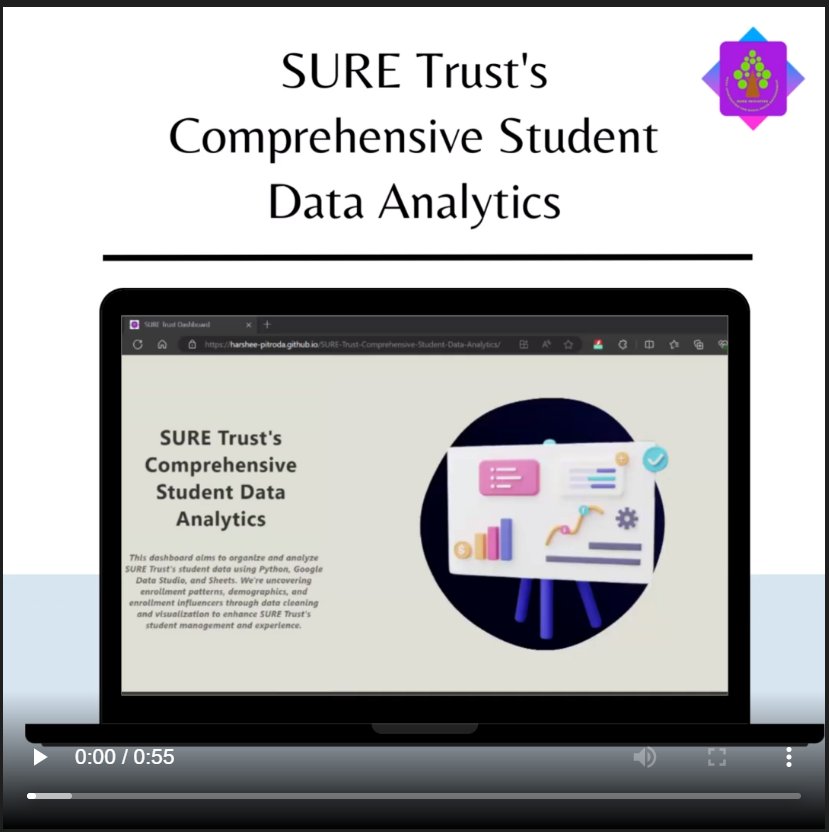 SURE Trust's
Comprehensive Student
Data Analytics
SURE Trust Dashboard
https://harshee-pitroda.github.io/SURE-Trust-Comprehensive-Student-Data-Analytics/
SURE Trust's
Comprehensive
Student Data
Analytics
This dashboard aims to organize and analyze
SURE Trust's student data using Python, Google
Data Studio, and Sheets. We're uncovering
enrollment patterns, demographics, and
enrollment influencers through data cleaning
and visualization to enhance SURE Trust's
student management and experience.
0:00 / 0:55